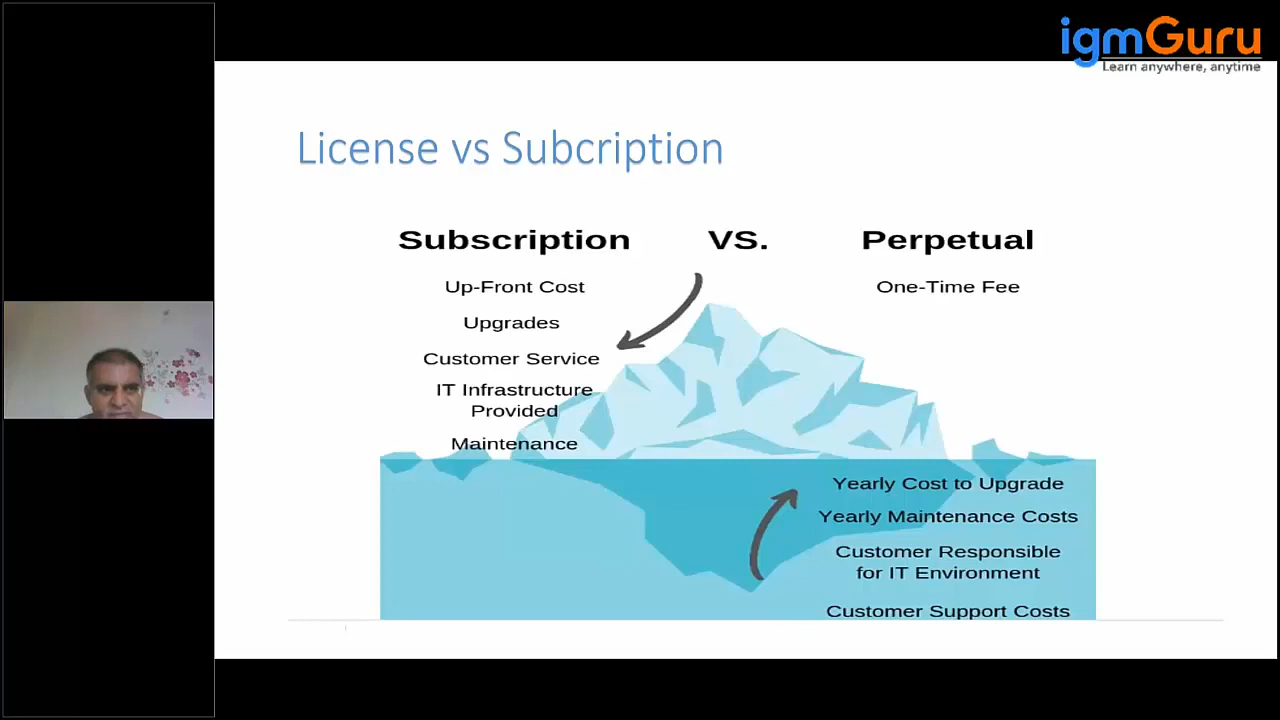 igmGuru
Learn anywhere, anytime
License vs Subcription
Subscription VS. Perpetual
Up-Front Cost
Upgrades
Customer Service
IT Infrastructure
Provided
Maintenance
One-Time Fee
Yearly Cost to Upgrade
Yearly Maintenance Costs
Customer Responsible
for IT Environment
Customer Support Costs